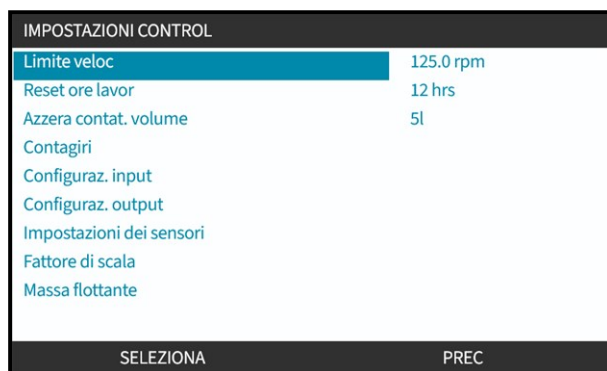 IMPOSTAZIONI CONTROL
Limite veloc 125.0 rpm
Reset ore lavor 12 hrs
Azzera contat. volume 5l
Contagiri
Configuraz. input
Configuraz. output
Impostazioni dei sensori
Fattore di scala
Massa flottante
SELEZIONA PREC